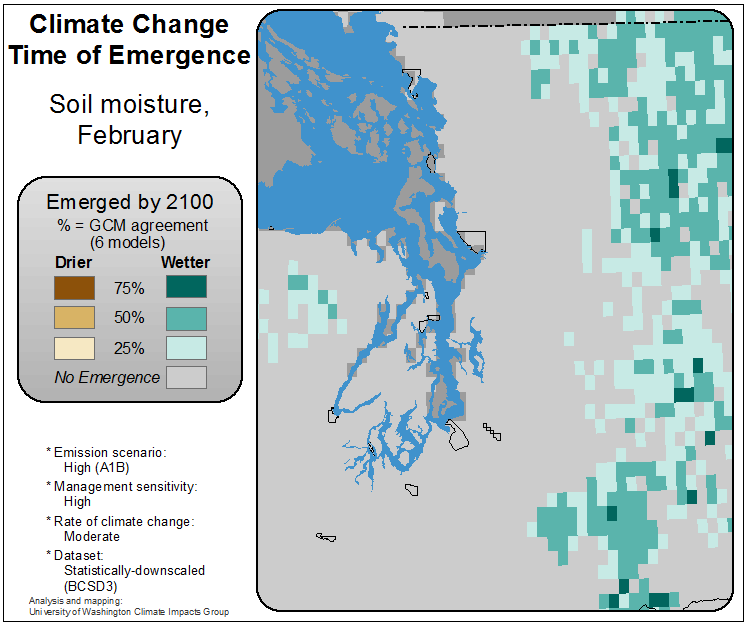 Climate Change
Time of Emergence
Soil moisture,
February
Emerged by 2100
% = GCM agreement
(6 models)
Drier Wetter
75%
50%
25%
No Emergence
* Emission scenario:
High (A1B)
* Management sensitivity:
High
* Rate of climate change:
Moderate
* Dataset:
Statistically-downscaled
(BCSD3)
Analysis and mapping:
University of Washington Climate Impacts Group